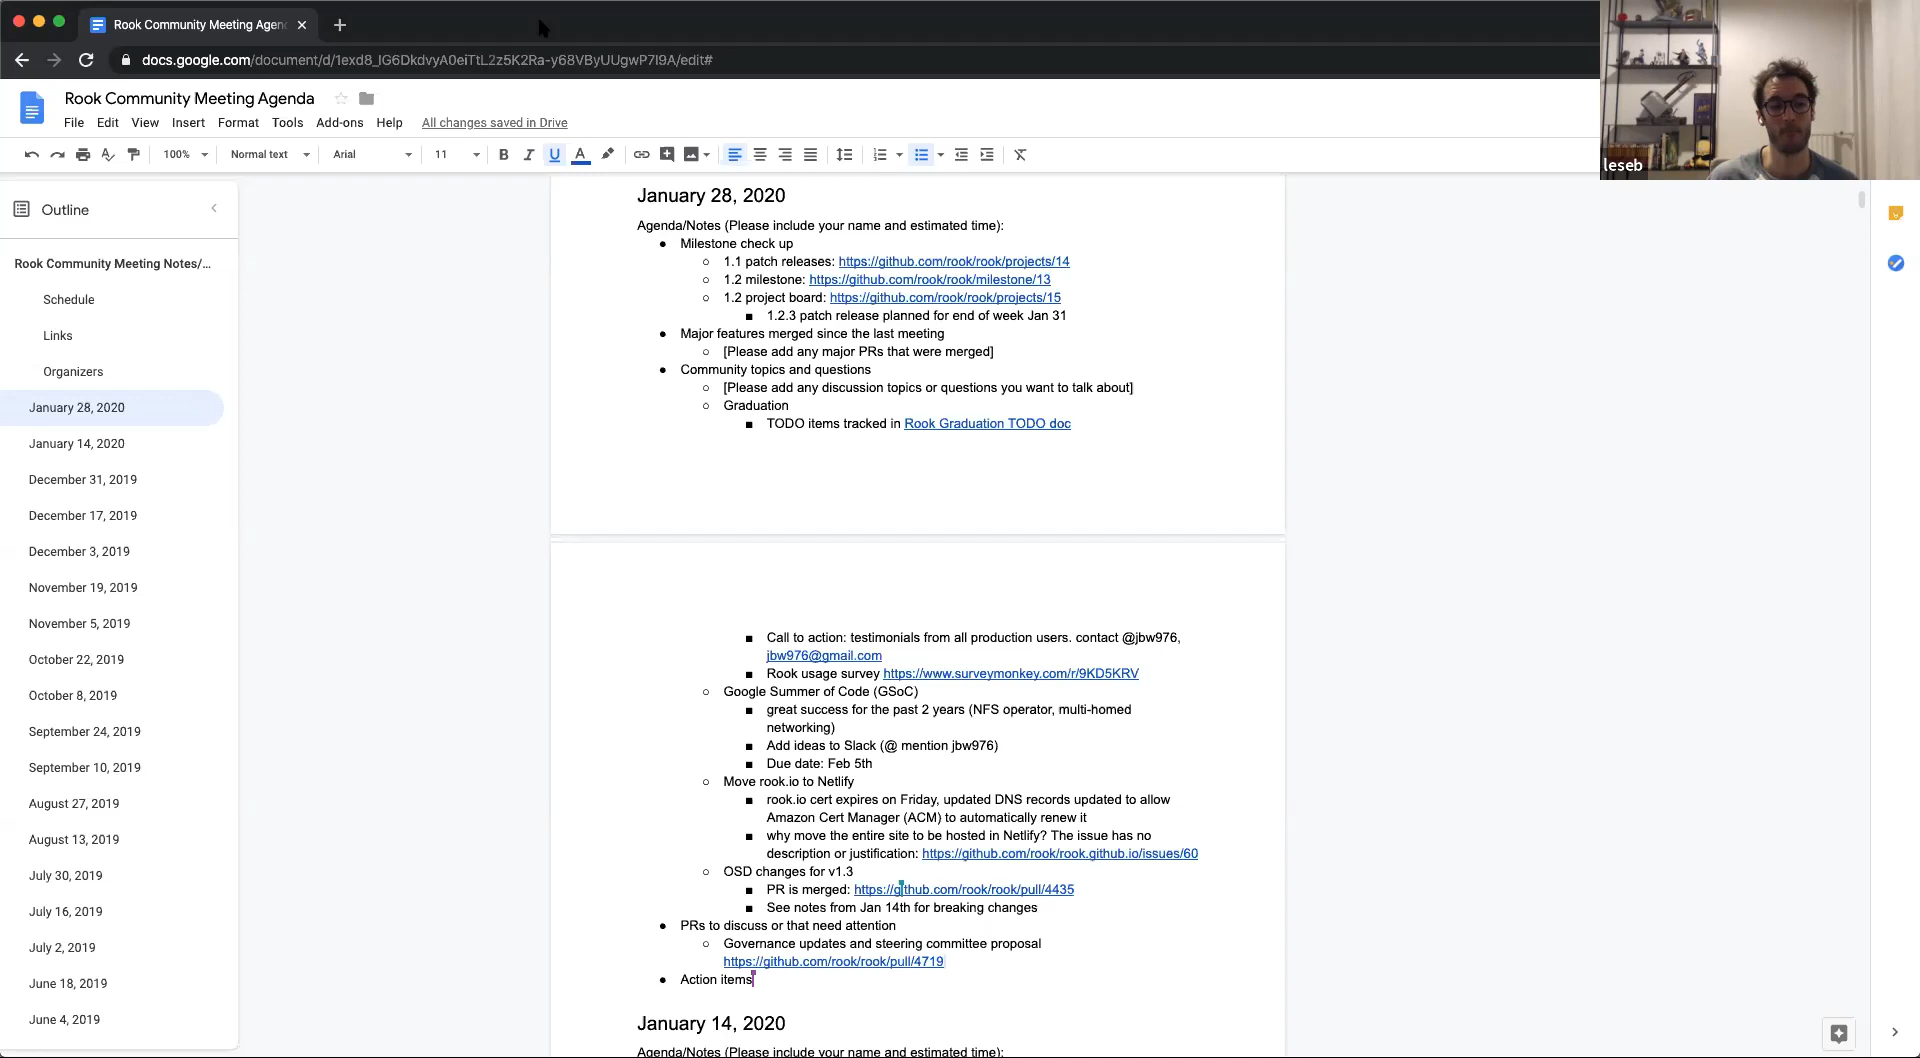 Rook Community Meeting Agen
docs.google.com/document/d/1exd8_IG6DkdvyA0eiTtL2z5K2Ra-y68VByUUgwP7I9A/edit#
leseb
Rook Community Meeting Agenda
File Edit View Insert Format Tools Add-ons Help All changes saved in Drive
100% Normal text Arial 11 B I U A
Outline
Rook Community Meeting Notes/...
Schedule
Links
Organizers
January 28, 2020
January 14, 2020
December 31, 2019
December 17, 2019
December 3, 2019
November 19, 2019
November 5, 2019
October 22, 2019
October 8, 2019
September 24, 2019
September 10, 2019
August 27, 2019
August 13, 2019
July 30, 2019
July 16, 2019
July 2, 2019
June 18, 2019
June 4, 2019
January 28, 2020
Agenda/Notes (Please include your name and estimated time):
● Milestone check up
○ 1.1 patch releases: https://github.com/rook/rook/projects/14
○ 1.2 milestone: https://github.com/rook/rook/milestone/13
○ 1.2 project board: https://github.com/rook/rook/projects/15
■ 1.2.3 patch release planned for end of week Jan 31
● Major features merged since the last meeting
○ [Please add any major PRs that were merged]
● Community topics and questions
○ [Please add any discussion topics or questions you want to talk about]
○ Graduation
■ TODO items tracked in Rook Graduation TODO doc
■ Call to action: testimonials from all production users. contact @jbw976,
jbw976@gmail.com
■ Rook usage survey https://www.surveymonkey.com/r/9KD5KRV
○ Google Summer of Code (GSoC)
■ great success for the past 2 years (NFS operator, multi-homed
networking)
■ Add ideas to Slack (@ mention jbw976)
■ Due date: Feb 5th
○ Move rook.io to Netlify
■ rook.io cert expires on Friday, updated DNS records updated to allow
Amazon Cert Manager (ACM) to automatically renew it
■ why move the entire site to be hosted in Netlify? The issue has no
description or justification: https://github.com/rook/rook.github.io/issues/60
○ OSD changes for v1.3
■ PR is merged: https://github.com/rook/rook/pull/4435
■ See notes from Jan 14th for breaking changes
● PRs to discuss or that need attention
○ Governance updates and steering committee proposal
https://github.com/rook/rook/pull/4719
● Action items
January 14, 2020
Agenda/Notes (Please include your name and estimated time):